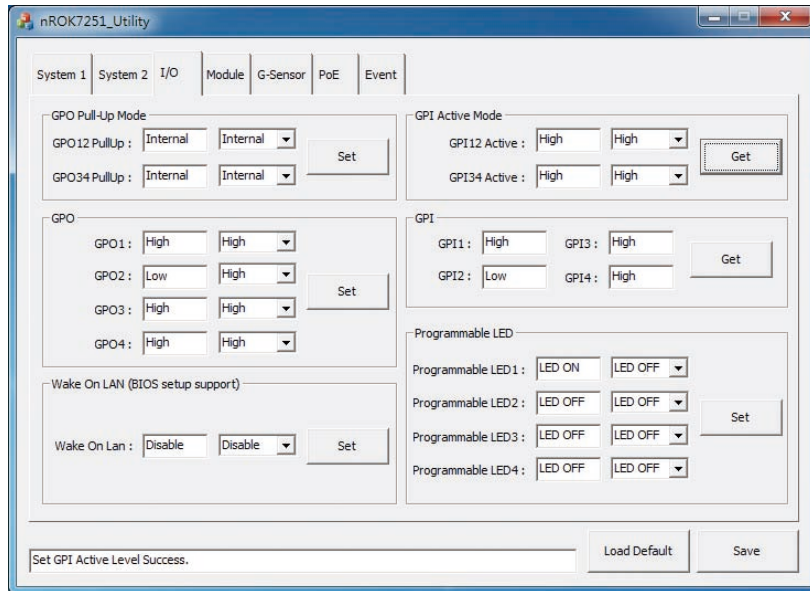 nROK7251_Utility
System 1 System 2 I/O Module G-Sensor PoE Event
GPO Pull-Up Mode
GPO12 PullUp : Internal Internal
GPO34 PullUp : Internal Internal
Set
GPI Active Mode
GPI12 Active : High High
GPI34 Active : High High
Get
GPO
GPO1 : High High
GPO2 : Low High
GPO3 : High High
GPO4 : High High
Set
GPI
GPI1 : High GPI3 : High
GPI2 : Low GPI4 : High
Get
Programmable LED
Programmable LED1 : LED ON LED OFF
Programmable LED2 : LED OFF LED OFF
Programmable LED3 : LED OFF LED OFF
Programmable LED4 : LED OFF LED OFF
Set
Wake On LAN (BIOS setup support)
Wake On Lan : Disable Disable
Set
Set GPI Active Level Success.
Load Default Save